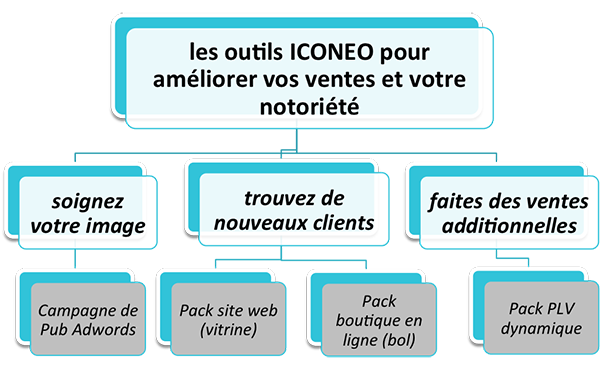 les outils ICONEO pour
améliorer vos ventes et votre
notoriété
soignez
votre image
trouvez de
nouveaux clients
faites des ventes
additionnelles
Campagne de
Pub Adwords
Pack site web
(vitrine)
Pack
boutique en
ligne (bol)
Pack PLV
dynamique